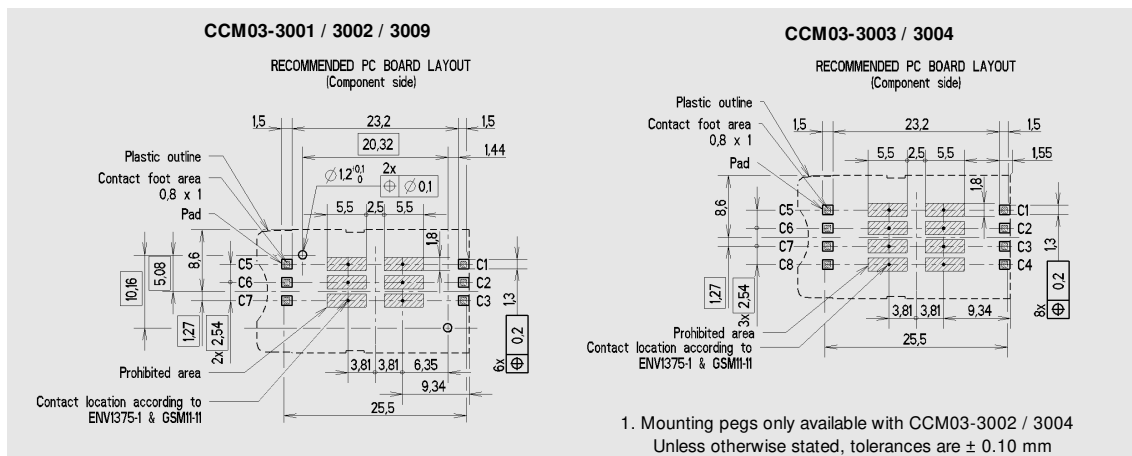 CCM03-3001 / 3002 / 3009
RECOMMENDED PC BOARD LAYOUT
(Component side)
1,5
23,2
1,5
20,32
1,44
Plastic outline
Contact foot area
0,8 x 1
Pad
Ø 1,2 +0,1 0
2x
⌖ Ø 0,1
5,5
2,5
5,5
1,8
8,6
5,08
10,16
C5
C6
C7
C1
C2
C3
1,3
1,27
2x 2,54
6x ⌖ 0,2
Prohibited area
3,81
3,81
6,35
9,34
Contact location according to
ENV1375-1 & GSM11-11
25,5
CCM03-3003 / 3004
RECOMMENDED PC BOARD LAYOUT
(Component side)
Plastic outline
1,5
23,2
1,5
Contact foot area
0,8 x 1
5,5
2,5
5,5
1,55
Pad
1,8
8,6
C5
C6
C7
C8
C1
C2
C3
C4
1,3
1,27
3x 2,54
8x ⌖ 0,2
Prohibited area
3,81
3,81
9,34
Contact location according to
ENV1375-1 & GSM11-11
25,5
1. Mounting pegs only available with CCM03-3002 / 3004
Unless otherwise stated, tolerances are ± 0.10 mm